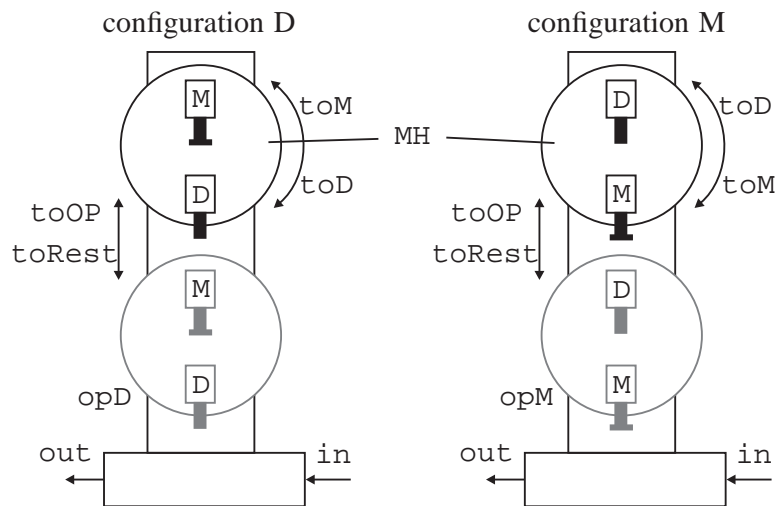 configuration D
configuration M
M
toM
D
toD
MH
D
toOP
toRest
M
toM
toD
toOP
toRest
M
D
opD
D
M
opM
out
in
out
in